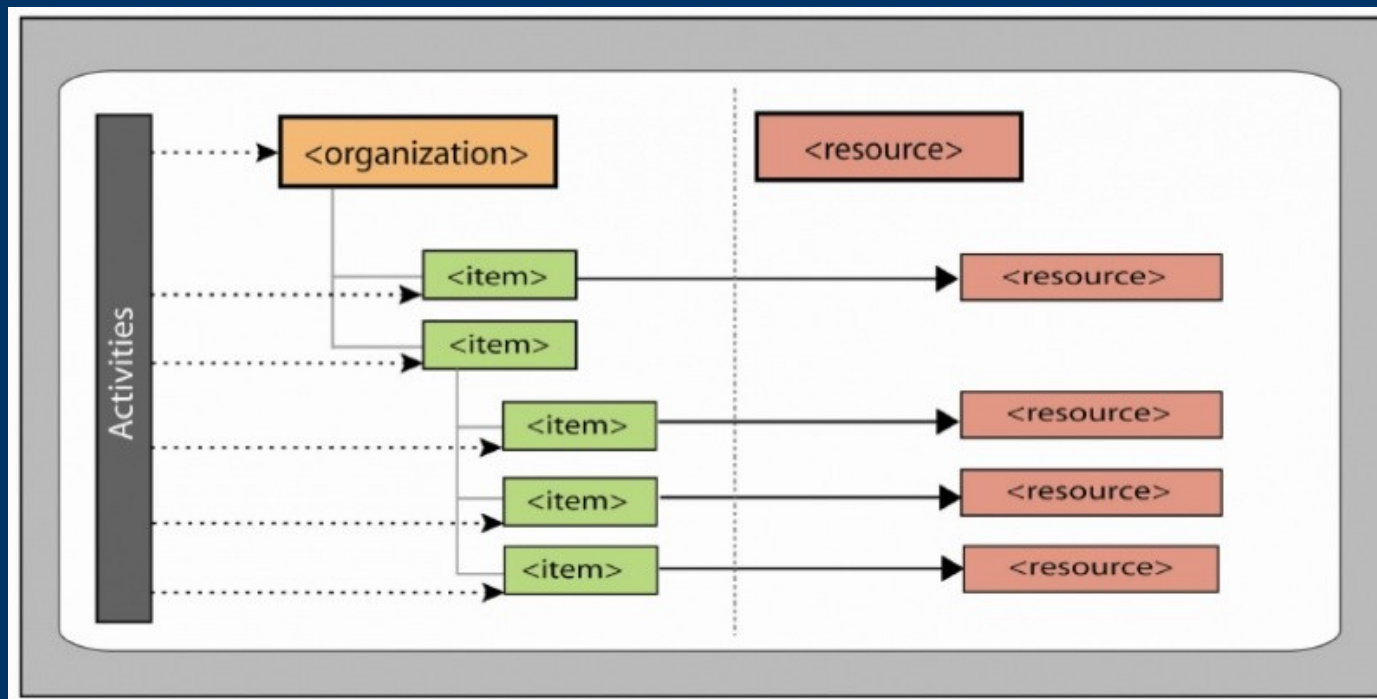 Activities
<organization>
<resource>
<item>
<resource>
<item>
<item>
<resource>
<item>
<resource>
<item>
<resource>